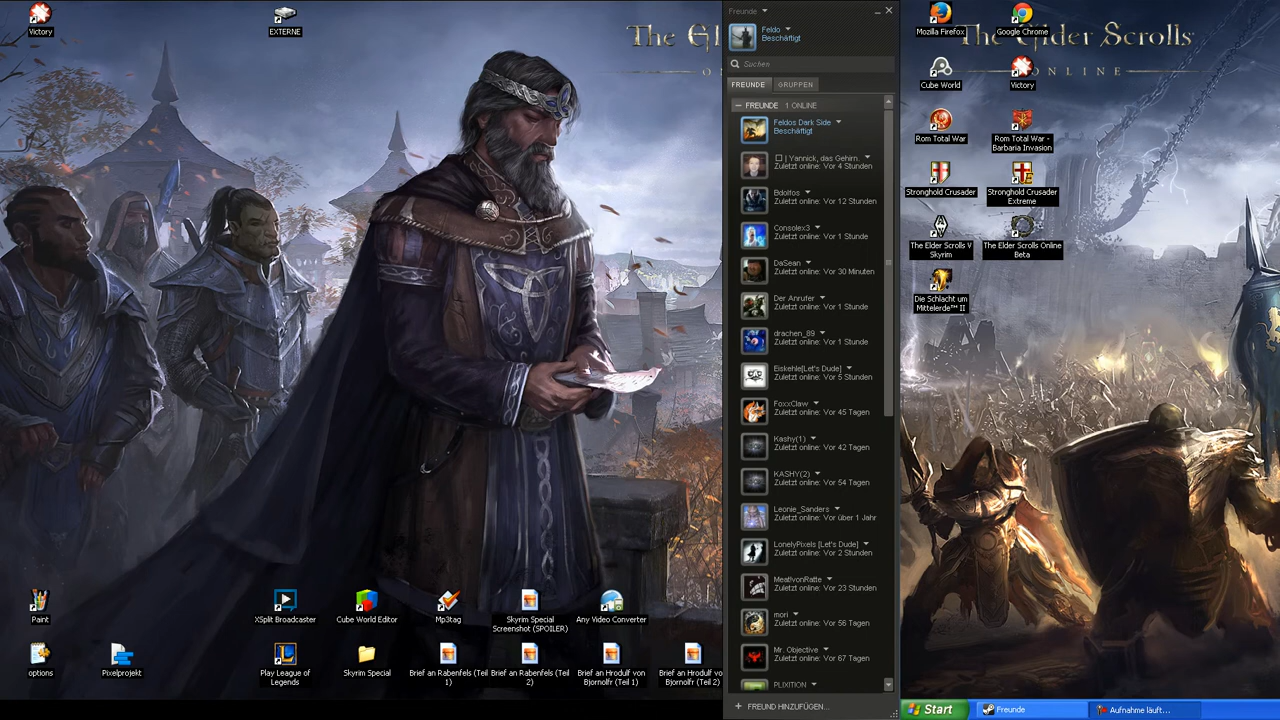 Victory
EXTERNE
The El
O
Paint
XSplit Broadcaster
Cube World Editor
Mp3tag
Skyrim Special
Screenshot (SPOILER)
Any Video Converter
options
Pixelprojekt
Play League of
Legends
Skyrim Special
Brief an Rabenfels (Teil
1)
Brief an Rabenfels (Teil
2)
Brief an Hrodulf von
Bjornolfr (Teil 1)
Brief an Hrodulf von
Bjornolfr (Teil 2)
Freunde
Feldo
Beschäftigt
Suchen
FREUNDE
GRUPPEN
FREUNDE 1 ONLINE
Feldos Dark Side
Beschäftigt
| Yannick, das Gehirn.
Zuletzt online: Vor 4 Stunden
Bdolfos
Zuletzt online: Vor 12 Stunden
Consolex3
Zuletzt online: Vor 1 Stunde
DaSean
Zuletzt online: Vor 30 Minuten
Der Anrufer
Zuletzt online: Vor 1 Stunde
drachen_89
Zuletzt online: Vor 1 Stunde
Eiskehle[Let's Dude]
Zuletzt online: Vor 5 Stunden
FoxxClaw
Zuletzt online: Vor 45 Tagen
Kashy(1)
Zuletzt online: Vor 42 Tagen
KASHY(2)
Zuletzt online: Vor 54 Tagen
Leonie_Sanders
Zuletzt online: Vor über 1 Jahr
LonelyPixels [Let's Dude]
Zuletzt online: Vor 2 Stunden
Meat!vonRatte
Zuletzt online: Vor 23 Stunden
mori
Zuletzt online: Vor 56 Tagen
Mr. Objective
Zuletzt online: Vor 67 Tagen
PLIXITION
+ FREUND HINZUFÜGEN...
Mozilla Firefox
Google Chrome
The Elder Scrolls
ONLINE
Cube World
Victory
Rom Total War
Rom Total War -
Barbaria Invasion
Stronghold Crusader
Stronghold Crusader
Extreme
The Elder Scrolls V
Skyrim
The Elder Scrolls Online
Beta
Die Schlacht um
Mittelerde™ II
Start
Freunde
Aufnahme läuft...